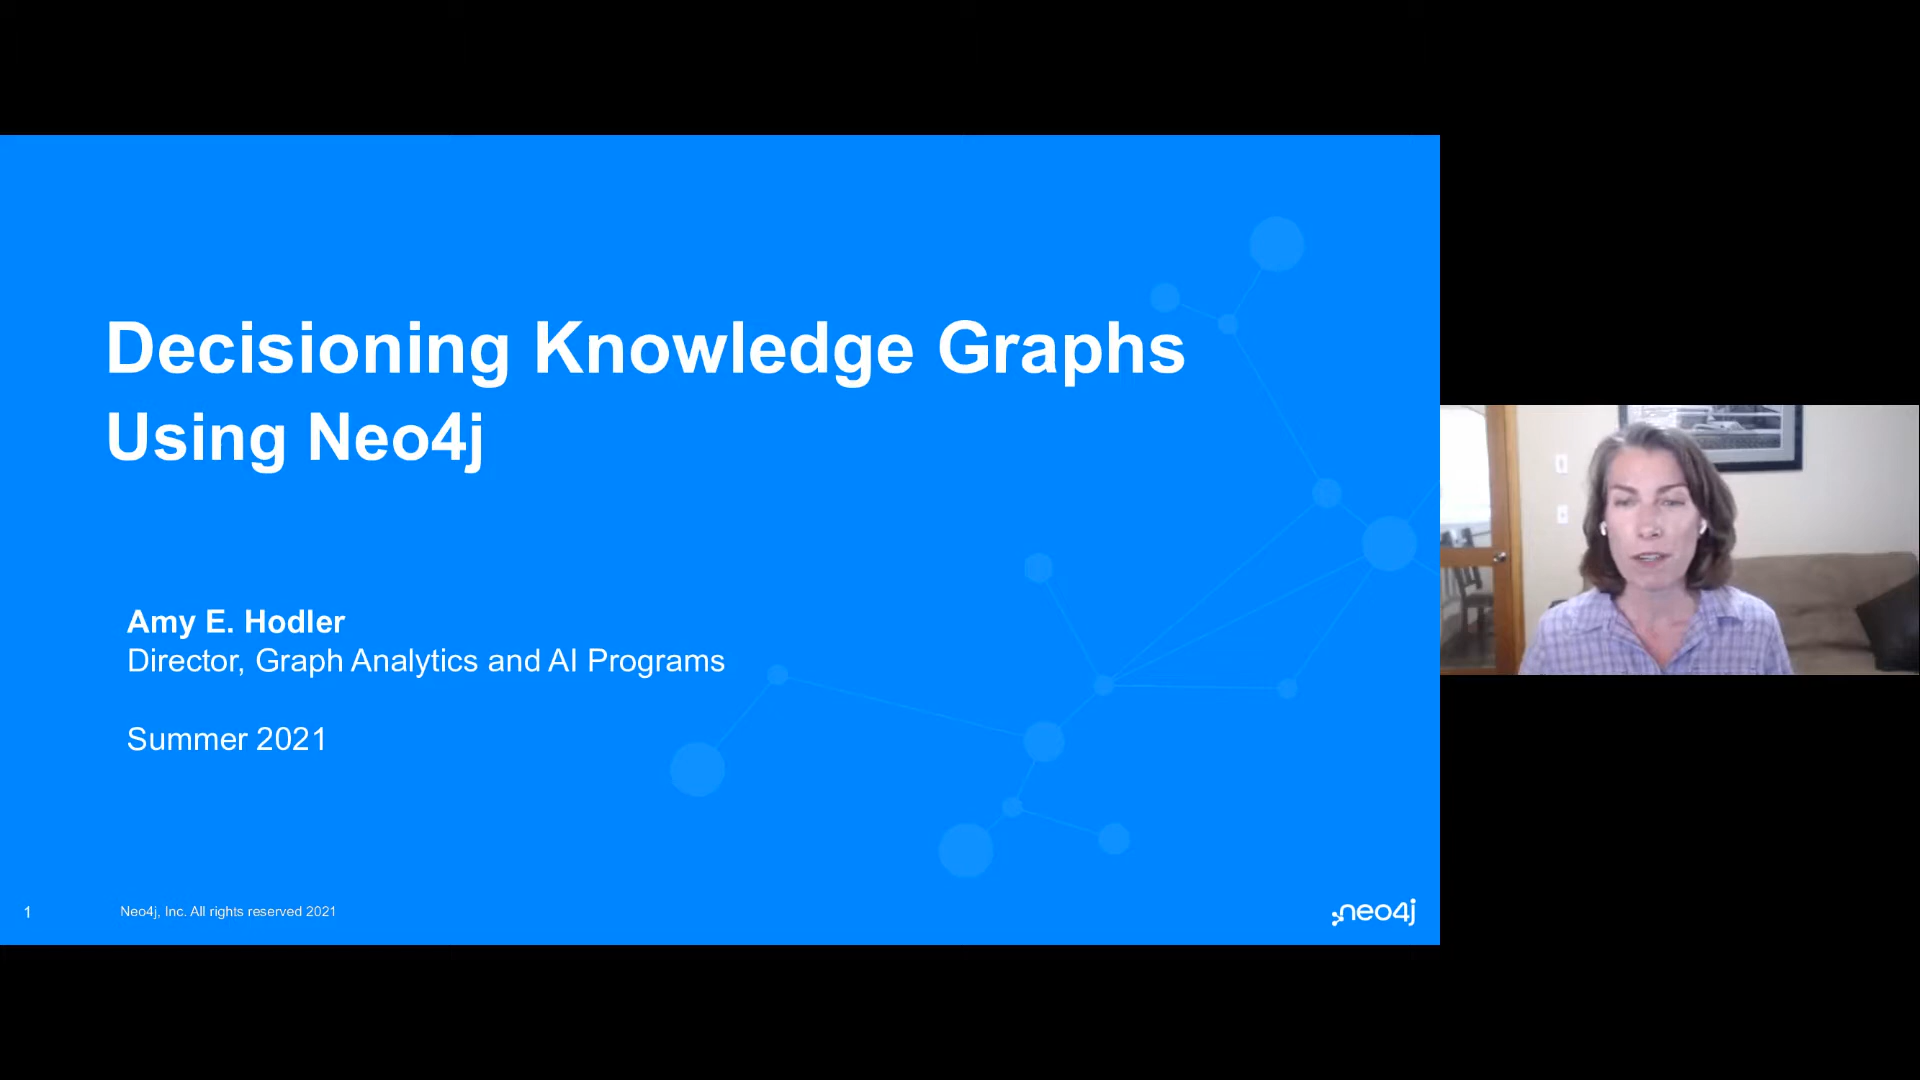 Decisioning Knowledge Graphs
Using Neo4j
Amy E. Hodler
Director, Graph Analytics and AI Programs
Summer 2021
1
Neo4j, Inc. All rights reserved 2021
neo4j